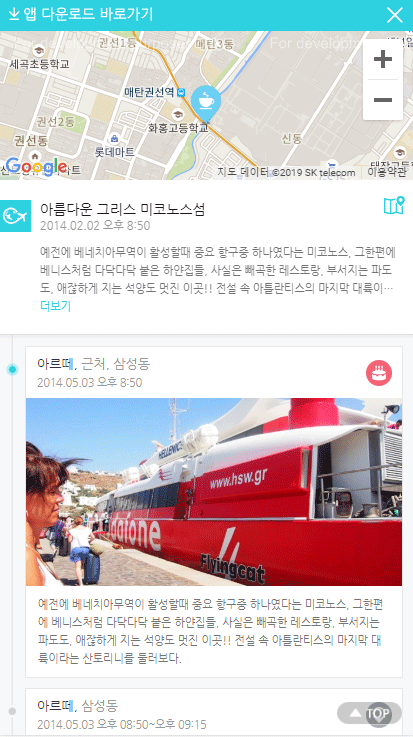 앱 다운로드 바로가기
권선1동
매탄3동
For development
세곡초등학교
매탄권선역
권선2동
화홍고등학교
권선동
신동
롯데마트
Google
지도 데이터 ©2019 SK telecom 이용약관
아름다운 그리스 미코노스섬
2014.02.02 오후 8:50
예전에 베네치아무역이 활성할때 중요 항구중 하나였다는 미코노스, 그한편에
베니스처럼 다닥다닥 붙은 하얀집들, 사실은 빼곡한 레스토랑, 부서지는 파도
도, 애잖하게 지는 석양도 멋진 이곳!! 전설 속 아틀란티스의 마지막 대륙이...
더보기
아르떼, 근처, 삼성동
2014.05.03 오후 8:50
HELLENIC
www.hsw.gr
dafone
Flyingcat
예전에 베네치아무역이 활성할때 중요 항구중 하나였다는 미코노스, 그한편
에 베니스처럼 다닥다닥 붙은 하얀집들, 사실은 빼곡한 레스토랑, 부서지는
파도도, 애잖하게 지는 석양도 멋진 이곳!! 전설 속 아틀란티스의 마지막 대
륙이라는 산토리니를 둘러보다.
아르떼, 삼성동
2014.05.03 오후 08:50~오후 09:15
TOP